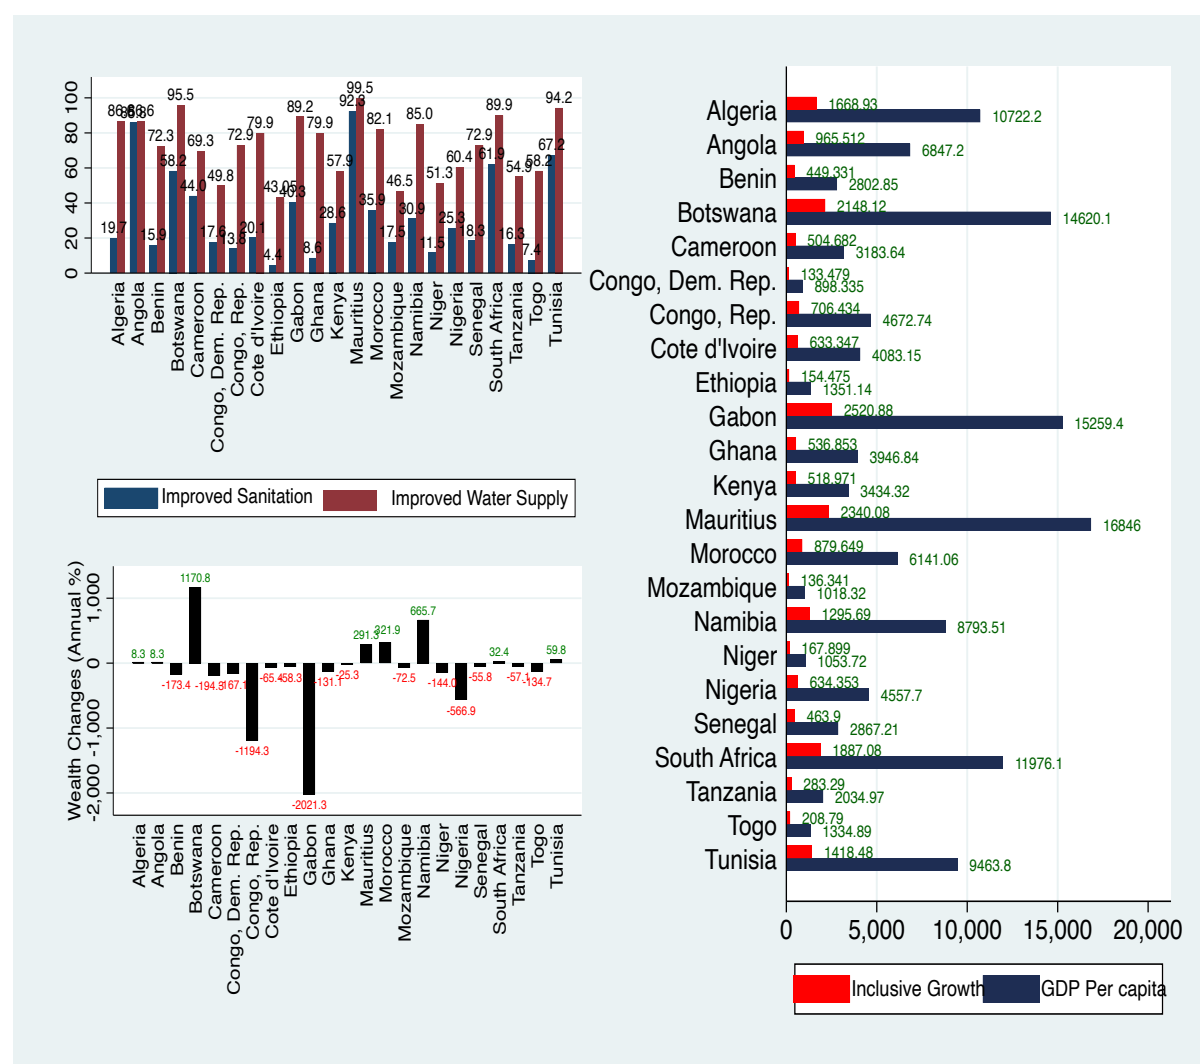 100
80
60
40
20
0
19.7
86.6
86.6
15.9
72.3
58.2
95.5
44.0
69.3
17.6
49.8
13.8
72.9
20.1
79.9
4.4
43.05
40.3
89.2
8.6
79.9
28.6
57.9
92.3
99.5
35.9
82.1
17.5
46.5
30.9
85.0
11.5
51.3
25.3
60.4
18.3
72.9
61.9
89.9
16.3
54.9
7.4
58.2
67.2
94.2
Algeria
Angola
Benin
Botswana
Cameroon
Congo, Dem. Rep.
Congo, Rep.
Cote d'Ivoire
Ethiopia
Gabon
Ghana
Kenya
Mauritius
Morocco
Mozambique
Namibia
Niger
Nigeria
Senegal
South Africa
Tanzania
Togo
Tunisia
Improved Sanitation
Improved Water Supply
Wealth Changes (Annual %)
1,000
0
-1,000
-2,000
8.3
8.3
-173.4
1170.8
-194.3
-167.1
-1194.3
-65.4
-58.3
-2021.3
-131.1
-25.3
291.3
321.9
-72.5
665.7
-144.0
-566.9
-55.8
32.4
-57.1
-134.7
59.8
Algeria
Angola
Benin
Botswana
Cameroon
Congo, Dem. Rep.
Congo, Rep.
Cote d'Ivoire
Ethiopia
Gabon
Ghana
Kenya
Mauritius
Morocco
Mozambique
Namibia
Niger
Nigeria
Senegal
South Africa
Tanzania
Togo
Tunisia
Algeria
1668.93
10722.2
Angola
965.512
6847.2
Benin
449.331
2802.85
Botswana
2148.12
14620.1
Cameroon
504.682
3183.64
Congo, Dem. Rep.
133.479
898.335
Congo, Rep.
706.434
4672.74
Cote d'Ivoire
633.347
4083.15
Ethiopia
154.475
1351.14
Gabon
2520.88
15259.4
Ghana
536.853
3946.84
Kenya
518.971
3434.32
Mauritius
2340.08
16846
Morocco
879.649
6141.06
Mozambique
136.341
1018.32
Namibia
1295.69
8793.51
Niger
167.899
1053.72
Nigeria
634.353
4557.7
Senegal
463.9
2867.21
South Africa
1887.08
11976.1
Tanzania
283.29
2034.97
Togo
208.79
1334.89
Tunisia
1418.48
9463.8
0
5,000
10,000
15,000
20,000
Inclusive Growth
GDP Per capita